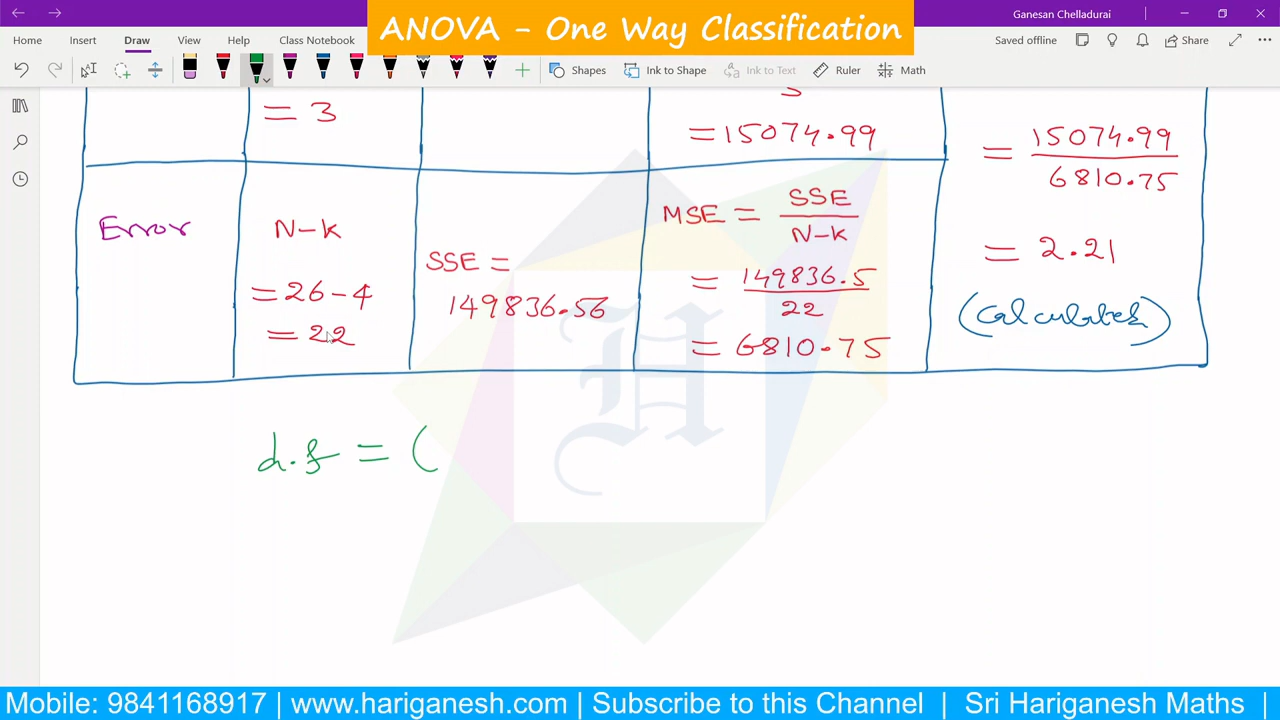 ANOVA - One Way Classification
Ganesan Chelladurai
Home Insert Draw View Help Class Notebook Saved offline Share
Shapes Ink to Shape Ink to Text Ruler Math
= 3
3
= 15074.99
= 15074.99
6810.75
Error
N-k
= 26-4
= 22
SSE =
149836.56
MSE = SSE
N-k
= 149836.5
22
= 6810.75
= 2.21
(Calculated)
d.f = (
Mobile: 9841168917 | www.hariganesh.com | Subscribe to this Channel | Sri Hariganesh Maths |